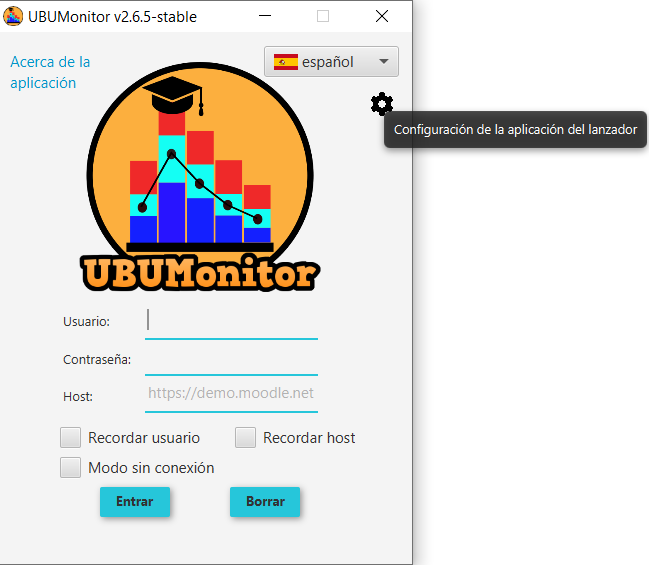 UBUMonitor v2.6.5-stable
Acerca de la
aplicación
español
Configuración de la aplicación del lanzador
UBUMonitor
Usuario:
Contraseña:
Host: https://demo.moodle.net
Recordar usuario Recordar host
Modo sin conexión
Entrar Borrar